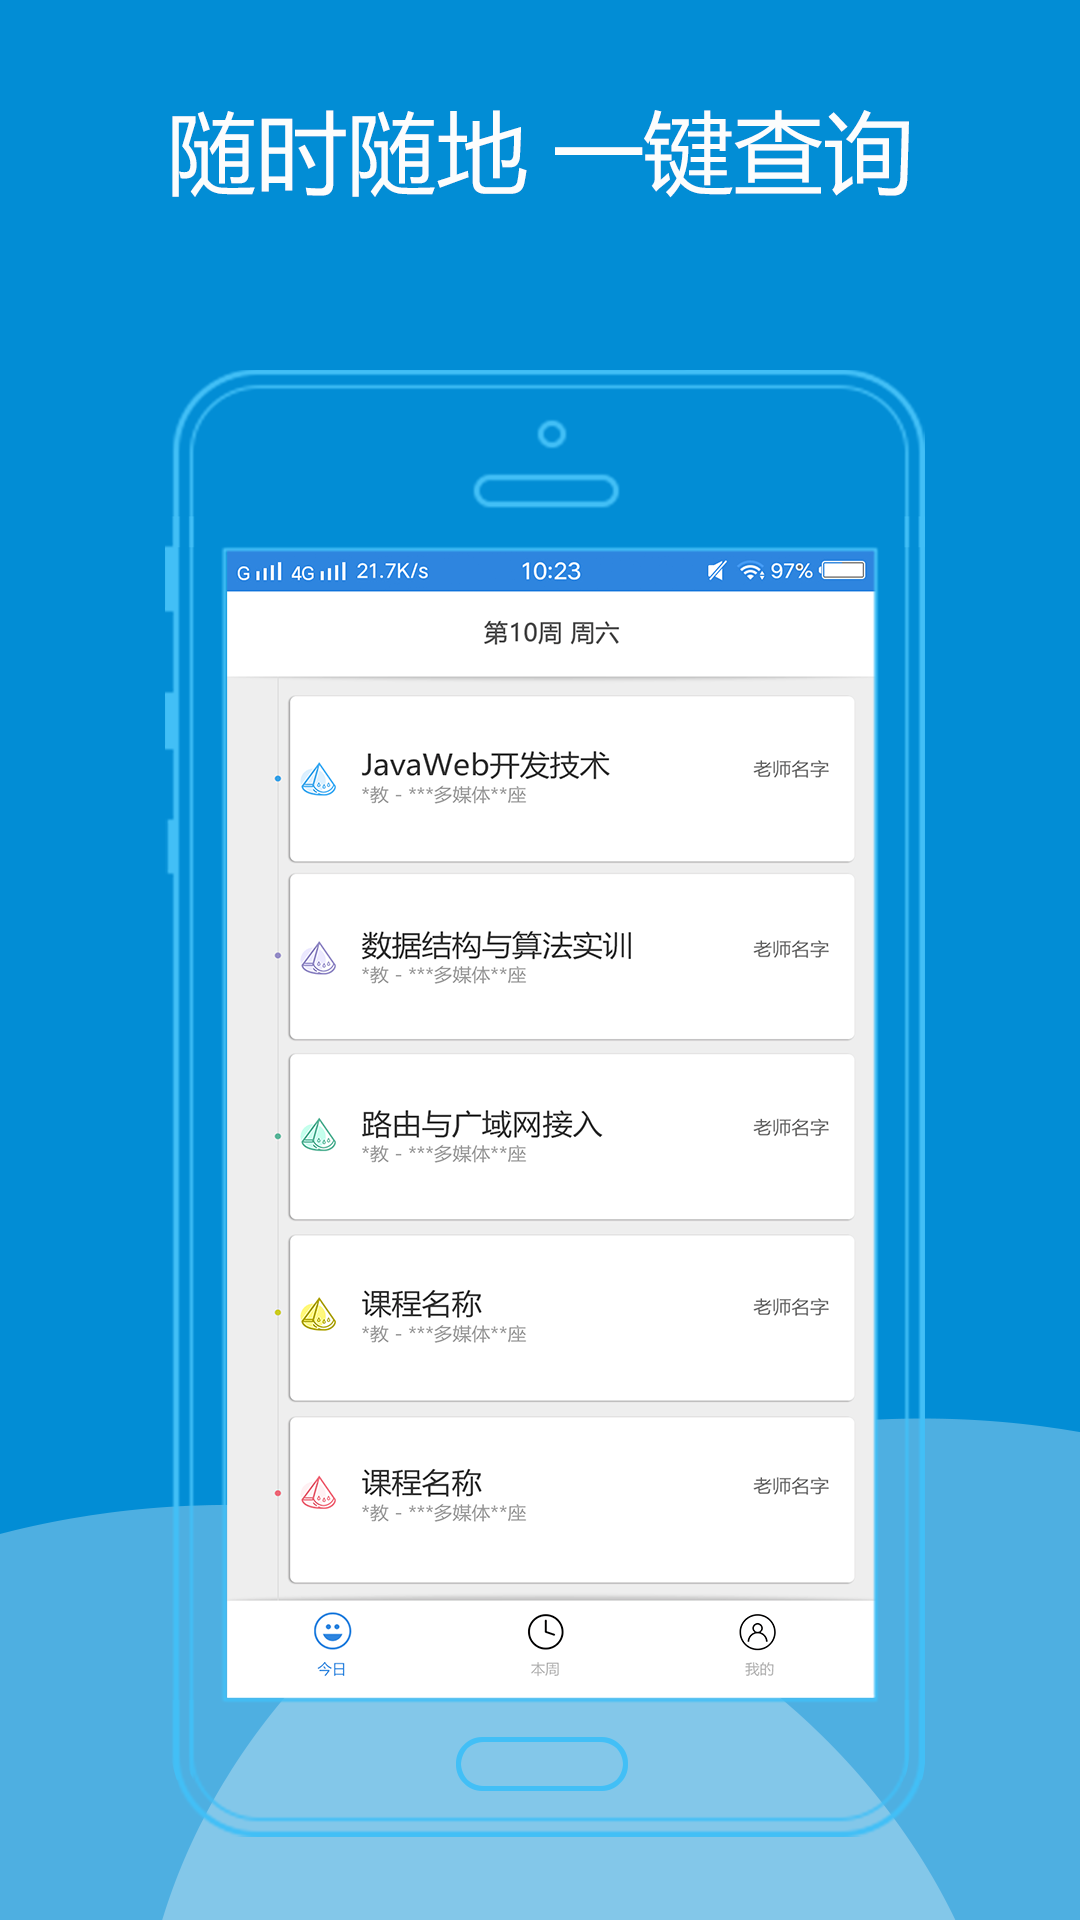 随时随地 一键查询
G 4G 21.7K/s 10:23 97%
第10周 周六
JavaWeb开发技术 老师名字
*教 - ***多媒体**座
数据结构与算法实训 老师名字
*教 - ***多媒体**座
路由与广域网接入 老师名字
*教 - ***多媒体**座
课程名称 老师名字
*教 - ***多媒体**座
课程名称 老师名字
*教 - ***多媒体**座
今日 本周 我的